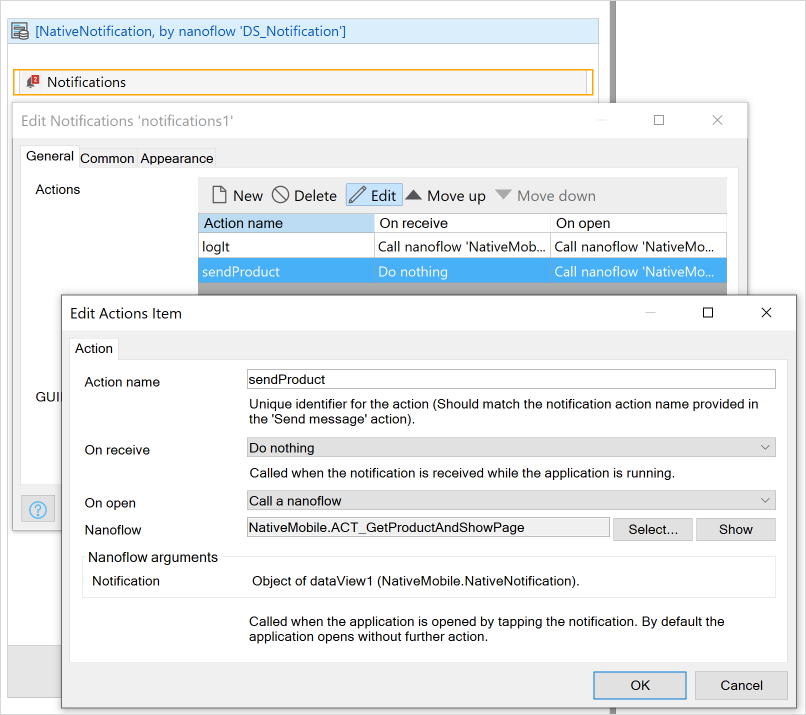 [NativeNotification, by nanoflow 'DS_Notification']
2
Notifications
Edit Notifications 'notifications1'
General Common Appearance
Actions
New Delete Edit Move up Move down
Action name On receive On open
logIt Call nanoflow 'NativeMob... Call nanoflow 'NativeMo...
sendProduct Do nothing Call nanoflow 'NativeMo...
GUI
?
Edit Actions Item
Action
Action name sendProduct
Unique identifier for the action (Should match the notification action name provided in
the 'Send message' action).
On receive Do nothing
Called when the notification is received while the application is running.
On open Call a nanoflow
Nanoflow NativeMobile.ACT_GetProductAndShowPage Select... Show
Nanoflow arguments
Notification Object of dataView1 (NativeMobile.NativeNotification).
Called when the application is opened by tapping the notification. By default the
application opens without further action.
OK Cancel